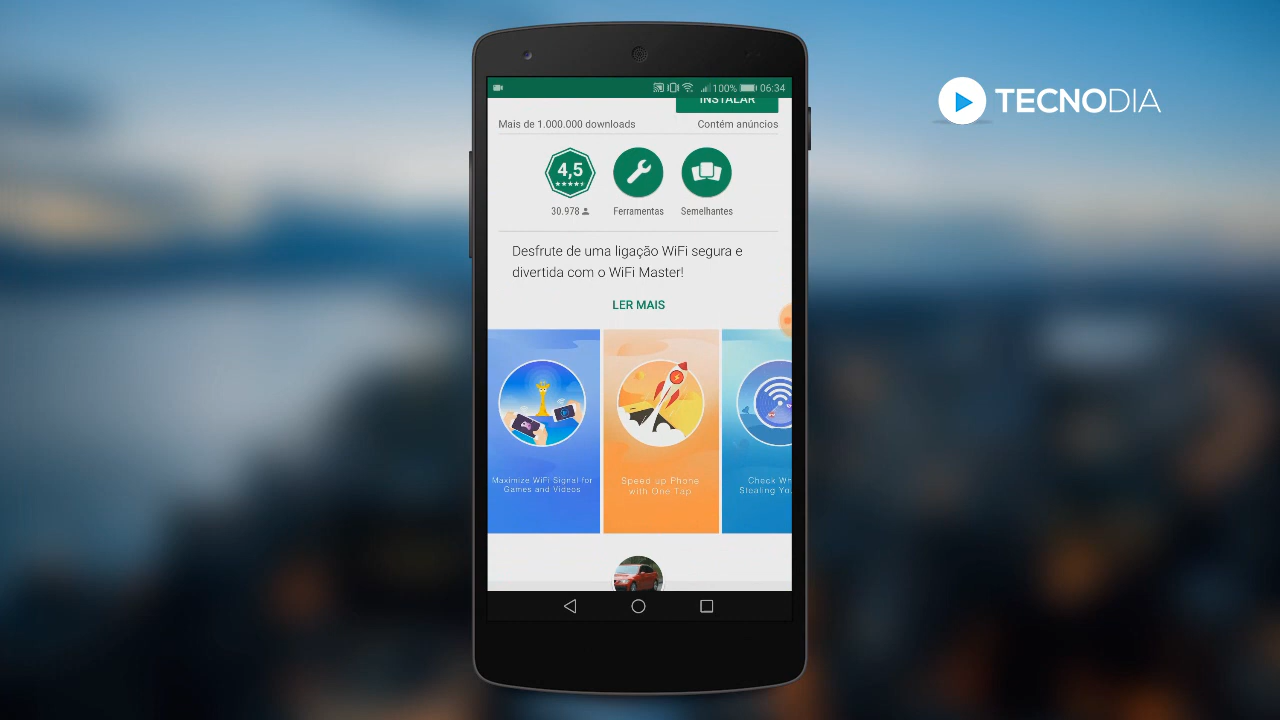 TECNODIA
100% 06:34
INSTALAR
Mais de 1.000.000 downloads
Contém anúncios
4,5
30.978
Ferramentas
Semelhantes
Desfrute de uma ligação WiFi segura e
divertida com o WiFi Master!
LER MAIS
Maximize WiFi Signal for
Games and Videos
Speed up Phone
with One Tap
Check
Stealing